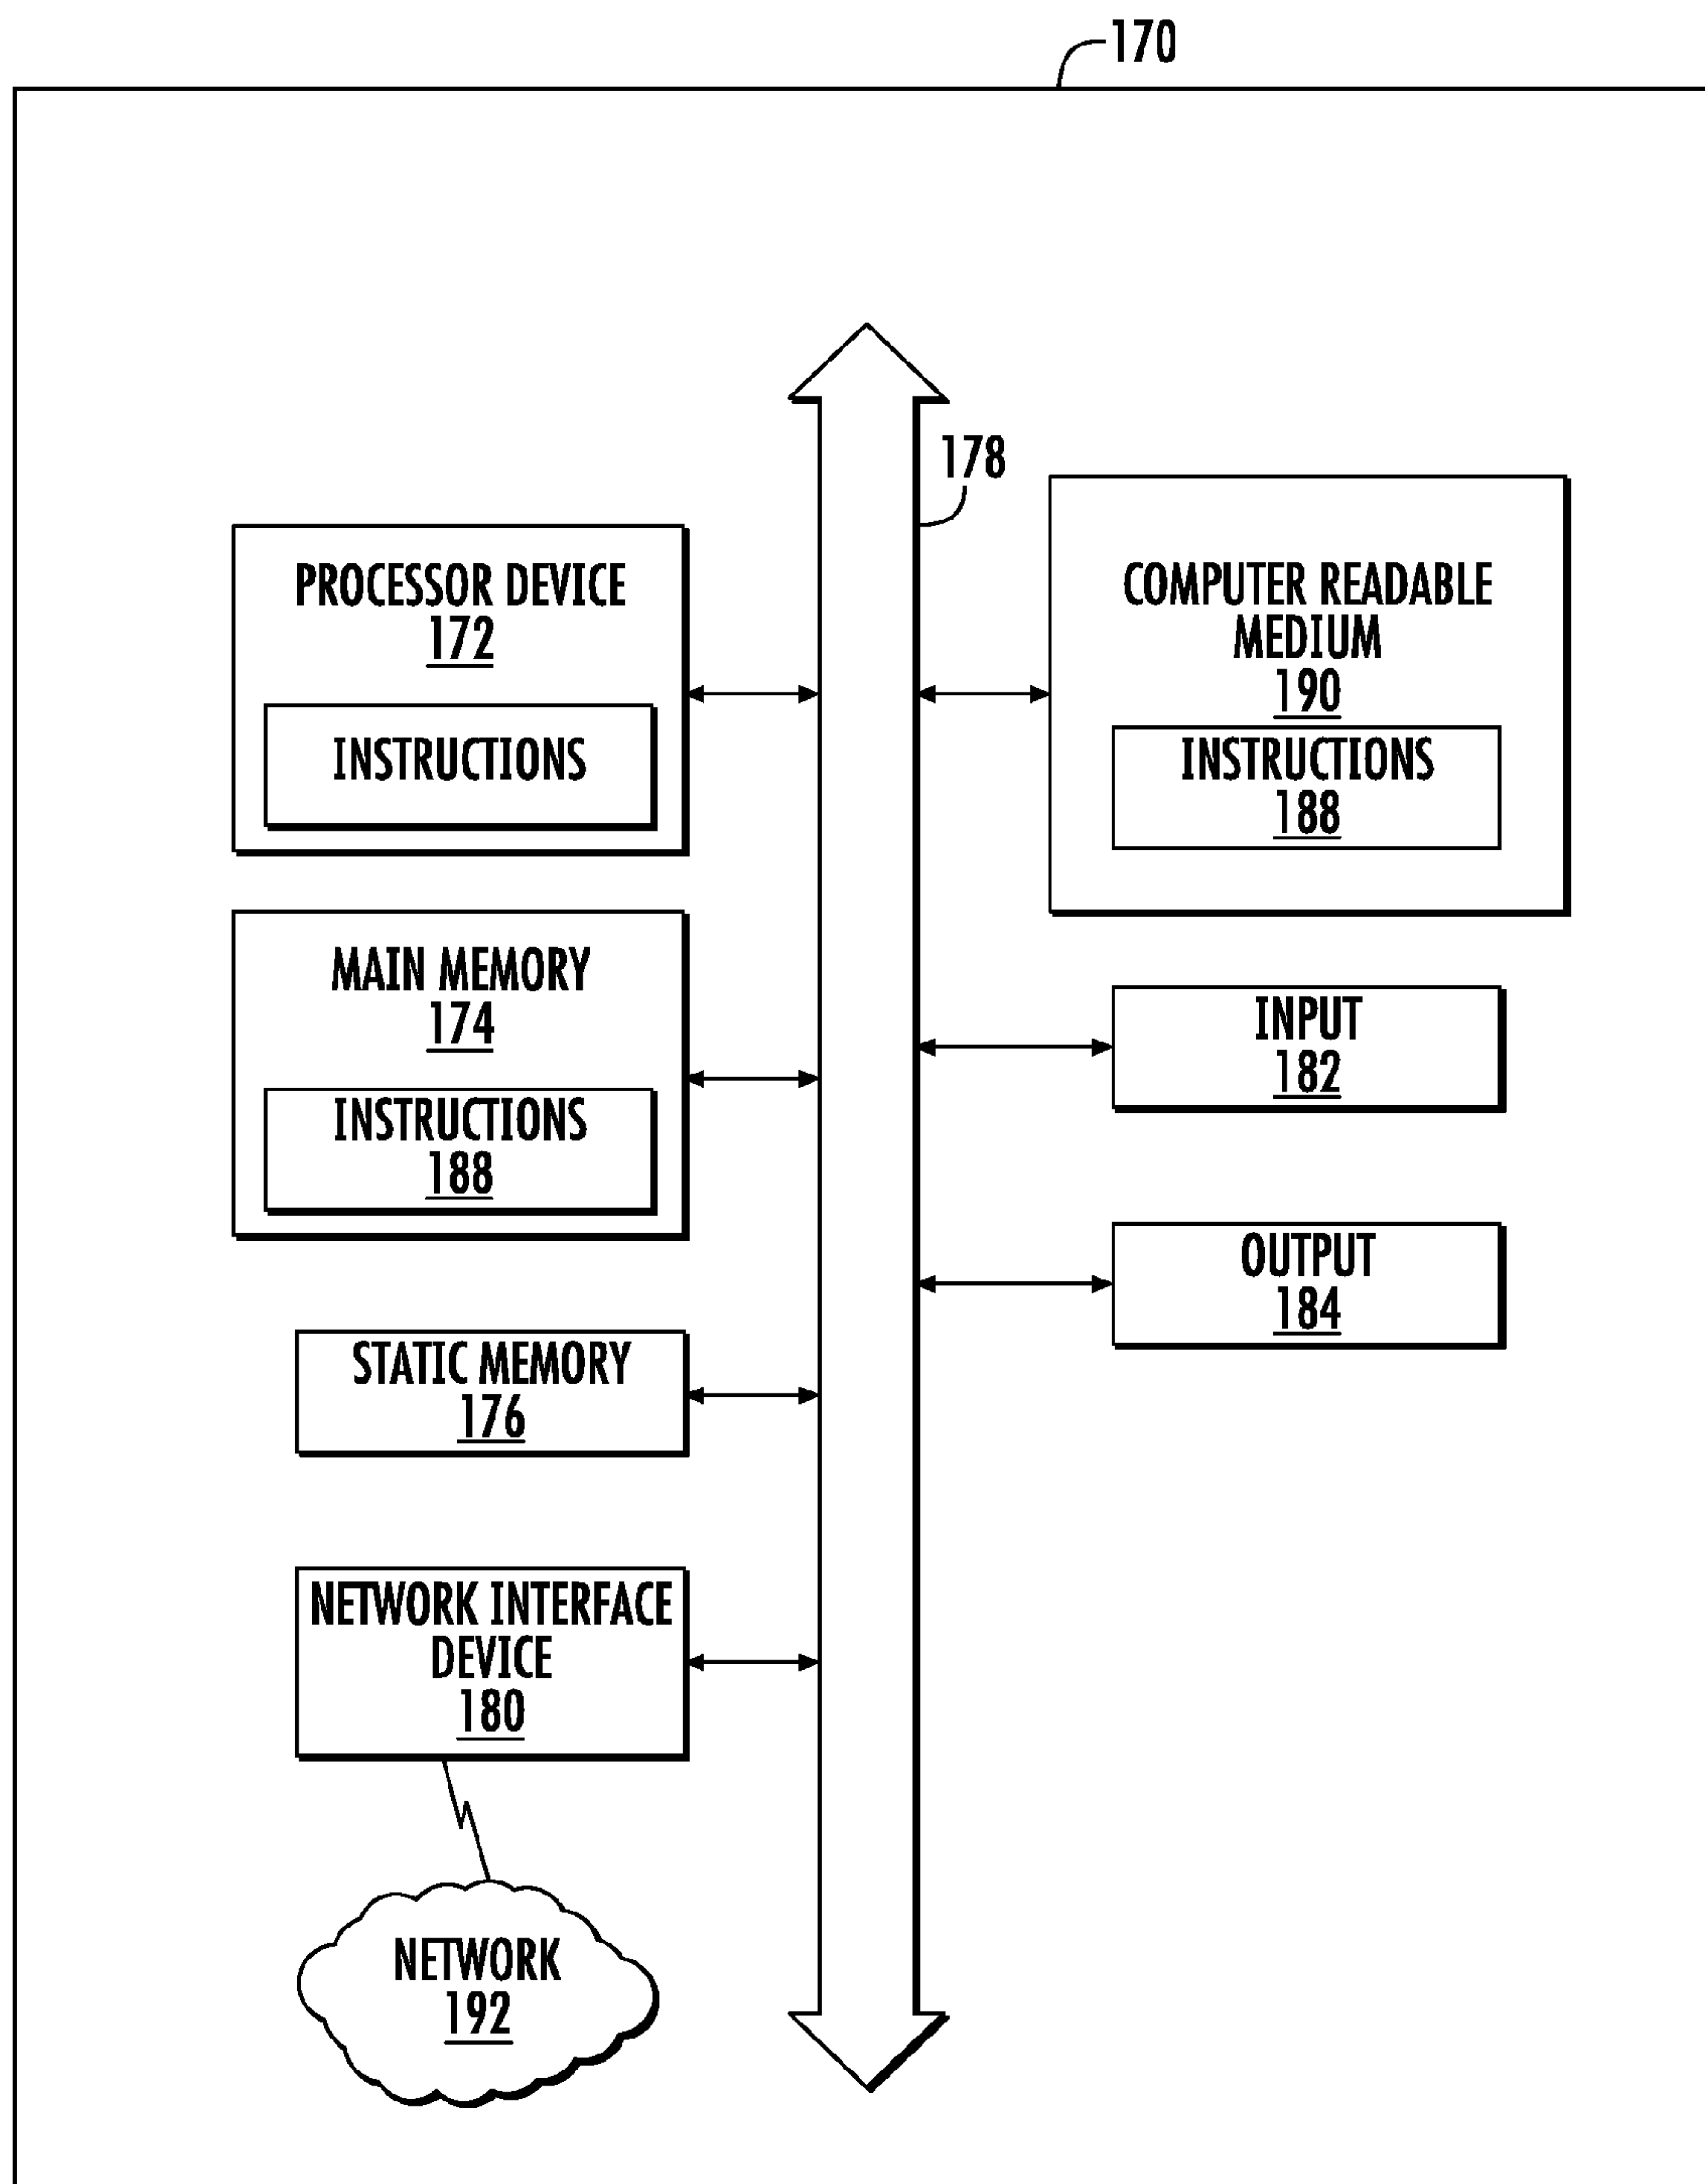 170
178
PROCESSOR DEVICE
172
INSTRUCTIONS
COMPUTER READABLE
MEDIUM
190
INSTRUCTIONS
188
MAIN MEMORY
174
INSTRUCTIONS
188
INPUT
182
OUTPUT
184
STATIC MEMORY
176
NETWORK INTERFACE
DEVICE
180
NETWORK
192